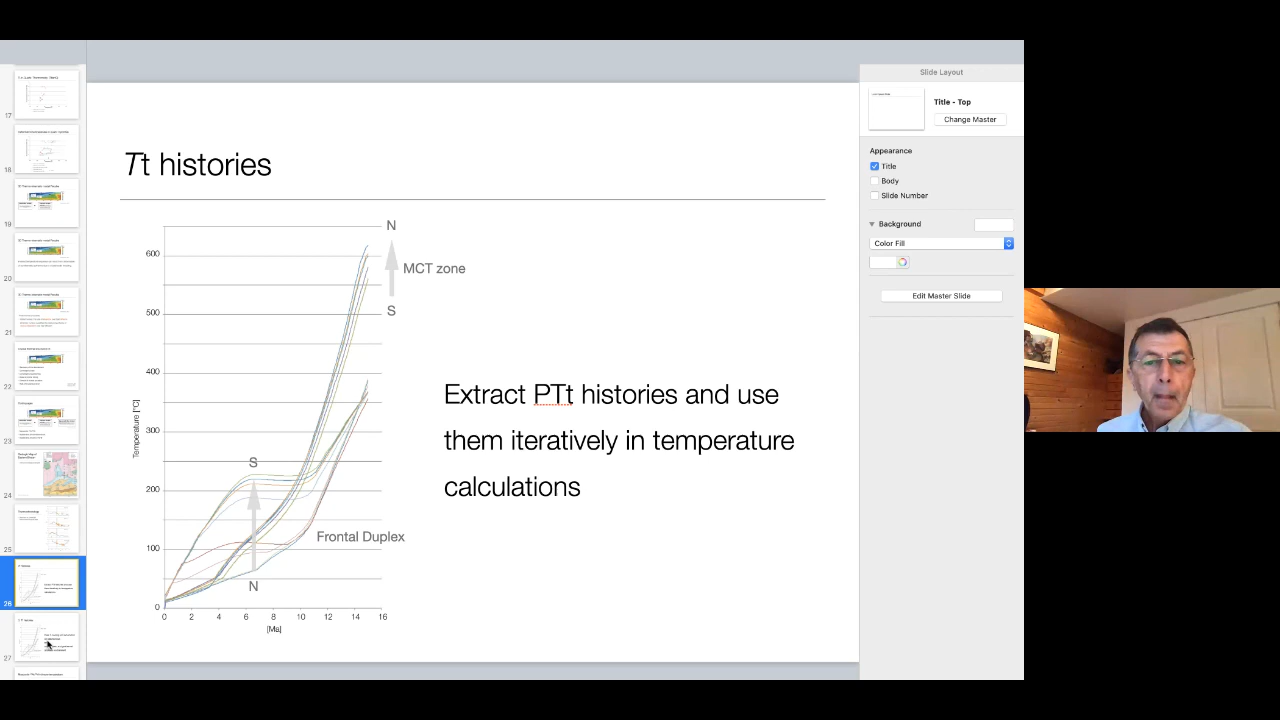 Slide Layout
Title - Top
Change Master
Appearance
Title
Body
Slide Number
Background
Color Fill
Edit Master Slide
17
18
19
20
21
22
23
24
25
26
27
Tt histories
N
MCT zone
S
600
500
400
300
200
100
0
Temperature [°C]
S
Frontal Duplex
N
0 2 4 6 8 10 12 14 16
[Ma]
Extract PTt histories and use
them iteratively in temperature
calculations